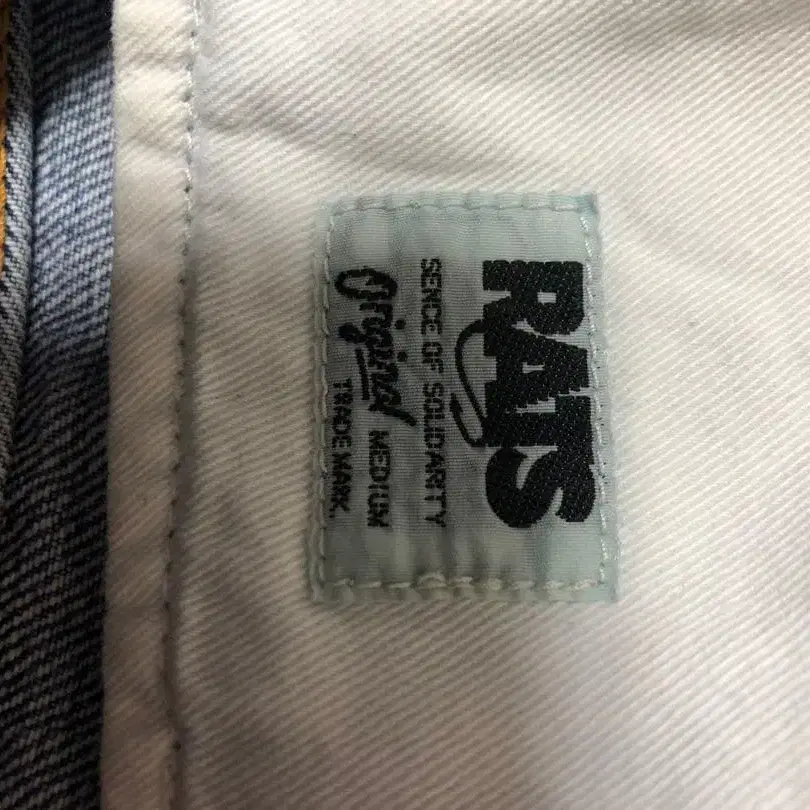 RATS
SENCE OF SOLIDARITY
Original MEDIUM
TRADE MARK.